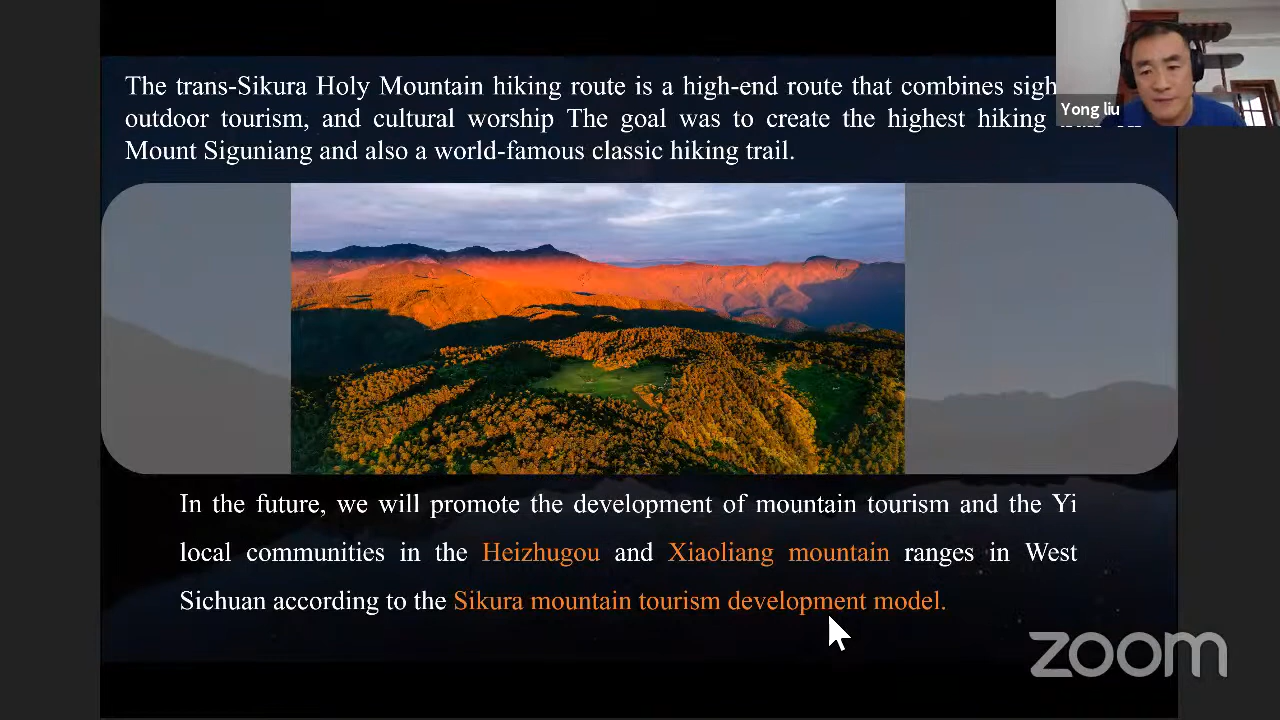 The trans-Sikura Holy Mountain hiking route is a high-end route that combines
outdoor tourism, and cultural worship The goal was to create the highest hiking
Mount Siguniang and also a world-famous classic hiking trail.
Yong liu
In the future, we will promote the development of mountain tourism and the Yi
local communities in the Heizhugou and Xiaoliang mountain ranges in West
Sichuan according to the Sikura mountain tourism development model.
zoom